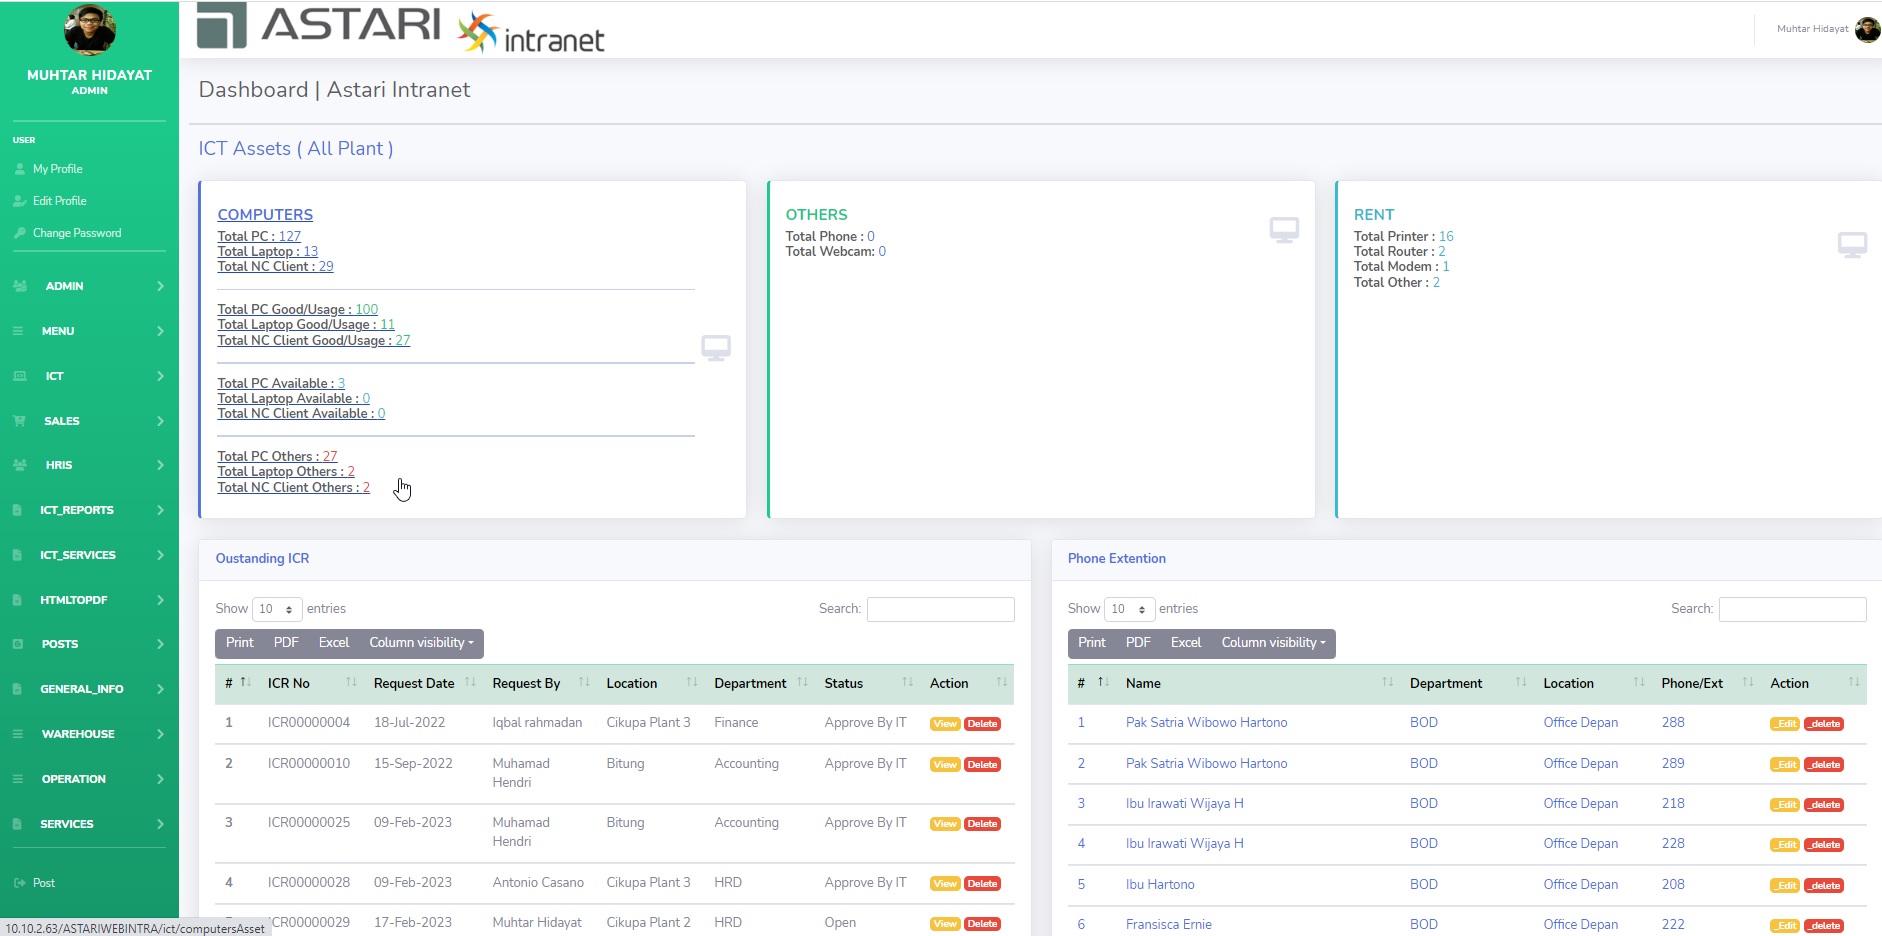 MUHTAR HIDAYAT
ADMIN
USER
My Profile
Edit Profile
Change Password
ADMIN
MENU
ICT
SALES
HRIS
ICT_REPORTS
ICT_SERVICES
HTMLTOPDF
POSTS
GENERAL_INFO
WAREHOUSE
OPERATION
SERVICES
Post
10.10.2.63/ASTARIWEBINTRA/ict/computersAsset
ASTARI intranet
Muhtar Hidayat
Dashboard | Astari Intranet
ICT Assets ( All Plant )
COMPUTERS
Total PC : 127
Total Laptop : 13
Total NC Client : 29
Total PC Good/Usage : 100
Total Laptop Good/Usage : 11
Total NC Client Good/Usage : 27
Total PC Available : 3
Total Laptop Available : 0
Total NC Client Available : 0
Total PC Others : 27
Total Laptop Others : 2
Total NC Client Others : 2
OTHERS
Total Phone : 0
Total Webcam: 0
RENT
Total Printer : 16
Total Router : 2
Total Modem : 1
Total Other : 2
Oustanding ICR
Show 10 entries
Search:
Print PDF Excel Column visibility
# ICR No Request Date Request By Location Department Status Action
1 ICR00000004 18-Jul-2022 Iqbal rahmadan Cikupa Plant 3 Finance Approve By IT View Delete
2 ICR00000010 15-Sep-2022 Muhamad Bitung Accounting Approve By IT View Delete
Hendri
3 ICR00000025 09-Feb-2023 Muhamad Bitung Accounting Approve By IT View Delete
Hendri
4 ICR00000028 09-Feb-2023 Antonio Casano Cikupa Plant 3 HRD Approve By IT View Delete
CR00000029 17-Feb-2023 Muhtar Hidayat Cikupa Plant 2 HRD Open View Delete
Phone Extention
Show 10 entries
Search:
Print PDF Excel Column visibility
# Name Department Location Phone/Ext Action
1 Pak Satria Wibowo Hartono BOD Office Depan 288 _Edit _delete
2 Pak Satria Wibowo Hartono BOD Office Depan 289 _Edit _delete
3 Ibu Irawati Wijaya H BOD Office Depan 218 _Edit _delete
4 Ibu Irawati Wijaya H BOD Office Depan 228 _Edit _delete
5 Ibu Hartono BOD Office Depan 208 _Edit _delete
6 Fransisca Ernie BOD Office Depan 222 _Edit _delete